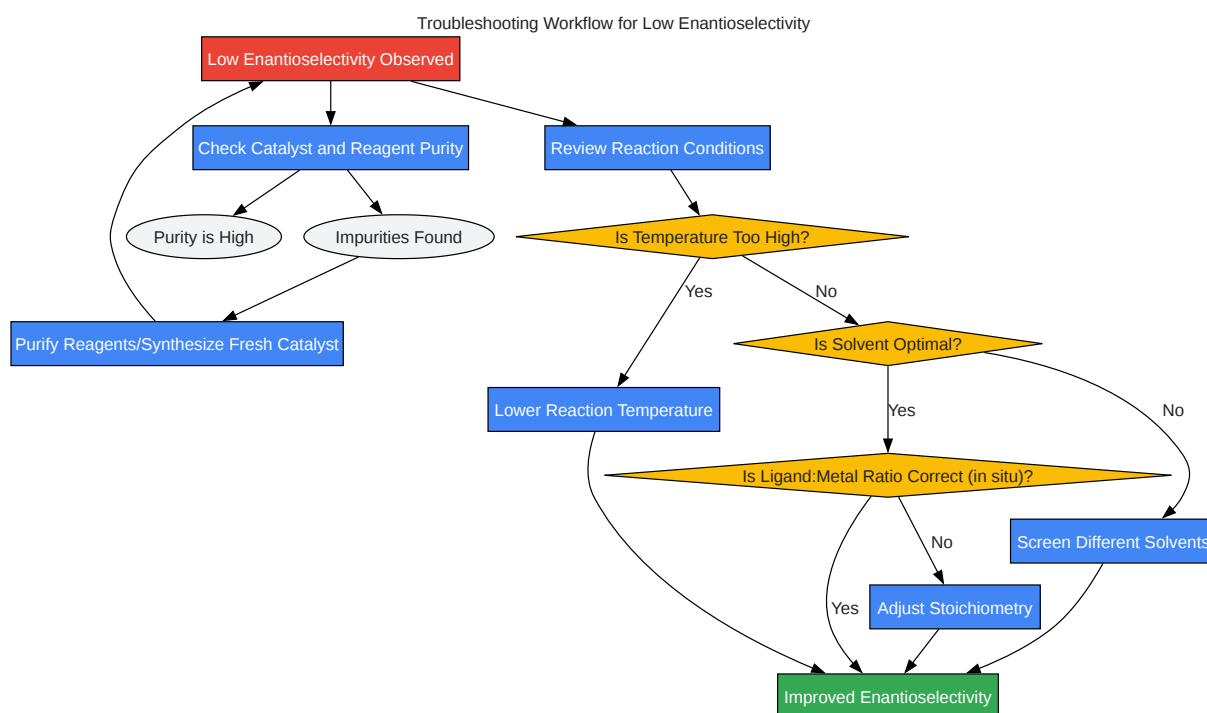 Troubleshooting Workflow for Low Enantioselectivity
Low Enantioselectivity Observed
Check Catalyst and Reagent Purity
Review Reaction Conditions
Purity is High
Impurities Found
Is Temperature Too High?
Yes
No
Purify Reagents/Synthesize Fresh Catalyst
Is Solvent Optimal?
Lower Reaction Temperature
Yes
No
Is Ligand:Metal Ratio Correct (in situ)?
No
Screen Different Solvents
Yes
Adjust Stoichiometry
Improved Enantioselectivity